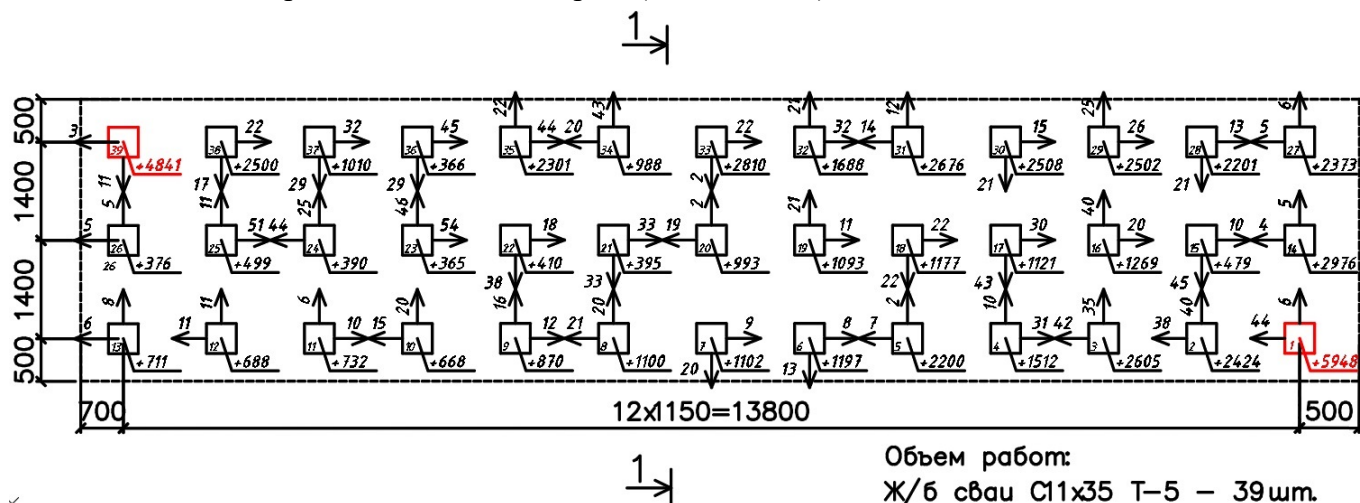 1
500
1400
1400
500
3 11 17 22 29 32 29 45 22 44 20 43 2 22 21 32 14 12 15 21 25 26 21 13 5 6
39 38 37 36 35 34 33 32 31 30 29 28 27
+4841 +2500 +1010 +366 +2301 +988 +2810 +1688 +2676 +2508 +2502 +2201 +2373
5 5 11 51 44 25 46 54 18 38 33 19 33 2 21 11 22 22 30 43 40 20 10 4 45 5
26 25 24 23 22 21 20 19 18 17 16 15 14
26
+376 +499 +390 +365 +410 +395 +993 +1093 +1177 +1121 +1269 +479 +2976
6 8 11 11 6 10 15 20 16 12 21 20 20 9 13 8 7 2 10 31 42 35 38 40 44 6
13 12 11 10 9 8 7 6 5 4 3 2 1
+711 +688 +732 +668 +870 +1100 +1102 +1197 +2200 +1512 +2605 +2424 +5948
700 12x1150=13800 500
1
Объем работ:
Ж/б сваи С11х35 Т-5 - 39шт.